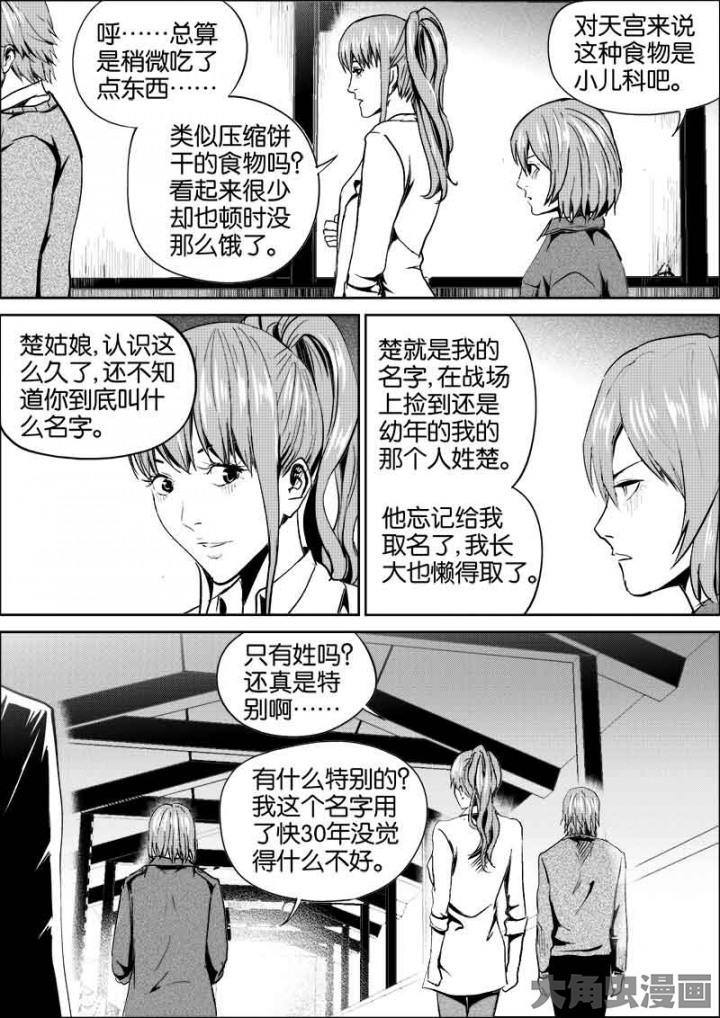 呼……总算
是稍微吃了
点东西……
类似压缩饼
干的食物吗？
看起来很少
却也顿时没
那么饿了。
对天宫来说
这种食物是
小儿科吧。
楚姑娘，认识这
么久了，还不知
道你到底叫什
么名字。
楚就是我的
名字，在战场
上捡到还是
幼年的我的
那个人姓楚。
他忘记给我
取名了，我长
大也懒得取了。
只有姓吗？
还真是特
别啊……
有什么特别的？
我这个名字用
了快30年没觉
得什么不好。
大角虫漫画